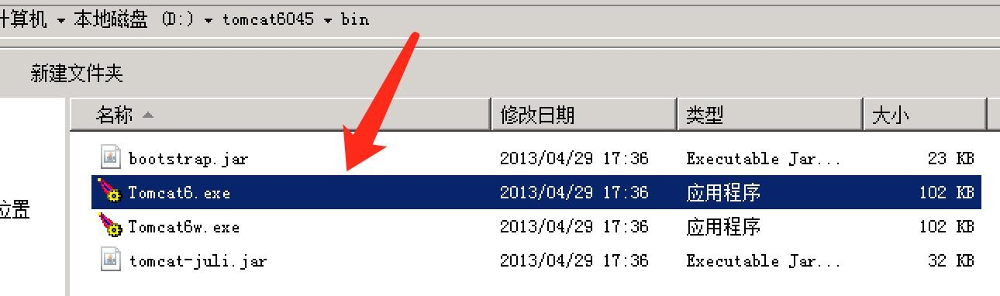 计算机 本地磁盘 (D:) tomcat6045 bin
新建文件夹
名称 修改日期 类型 大小
bootstrap.jar 2013/04/29 17:36 Executable Jar... 23 KB
Tomcat6.exe 2013/04/29 17:36 应用程序 102 KB
Tomcat6w.exe 2013/04/29 17:36 应用程序 102 KB
位置
tomcat-juli.jar 2013/04/29 17:36 Executable Jar... 32 KB